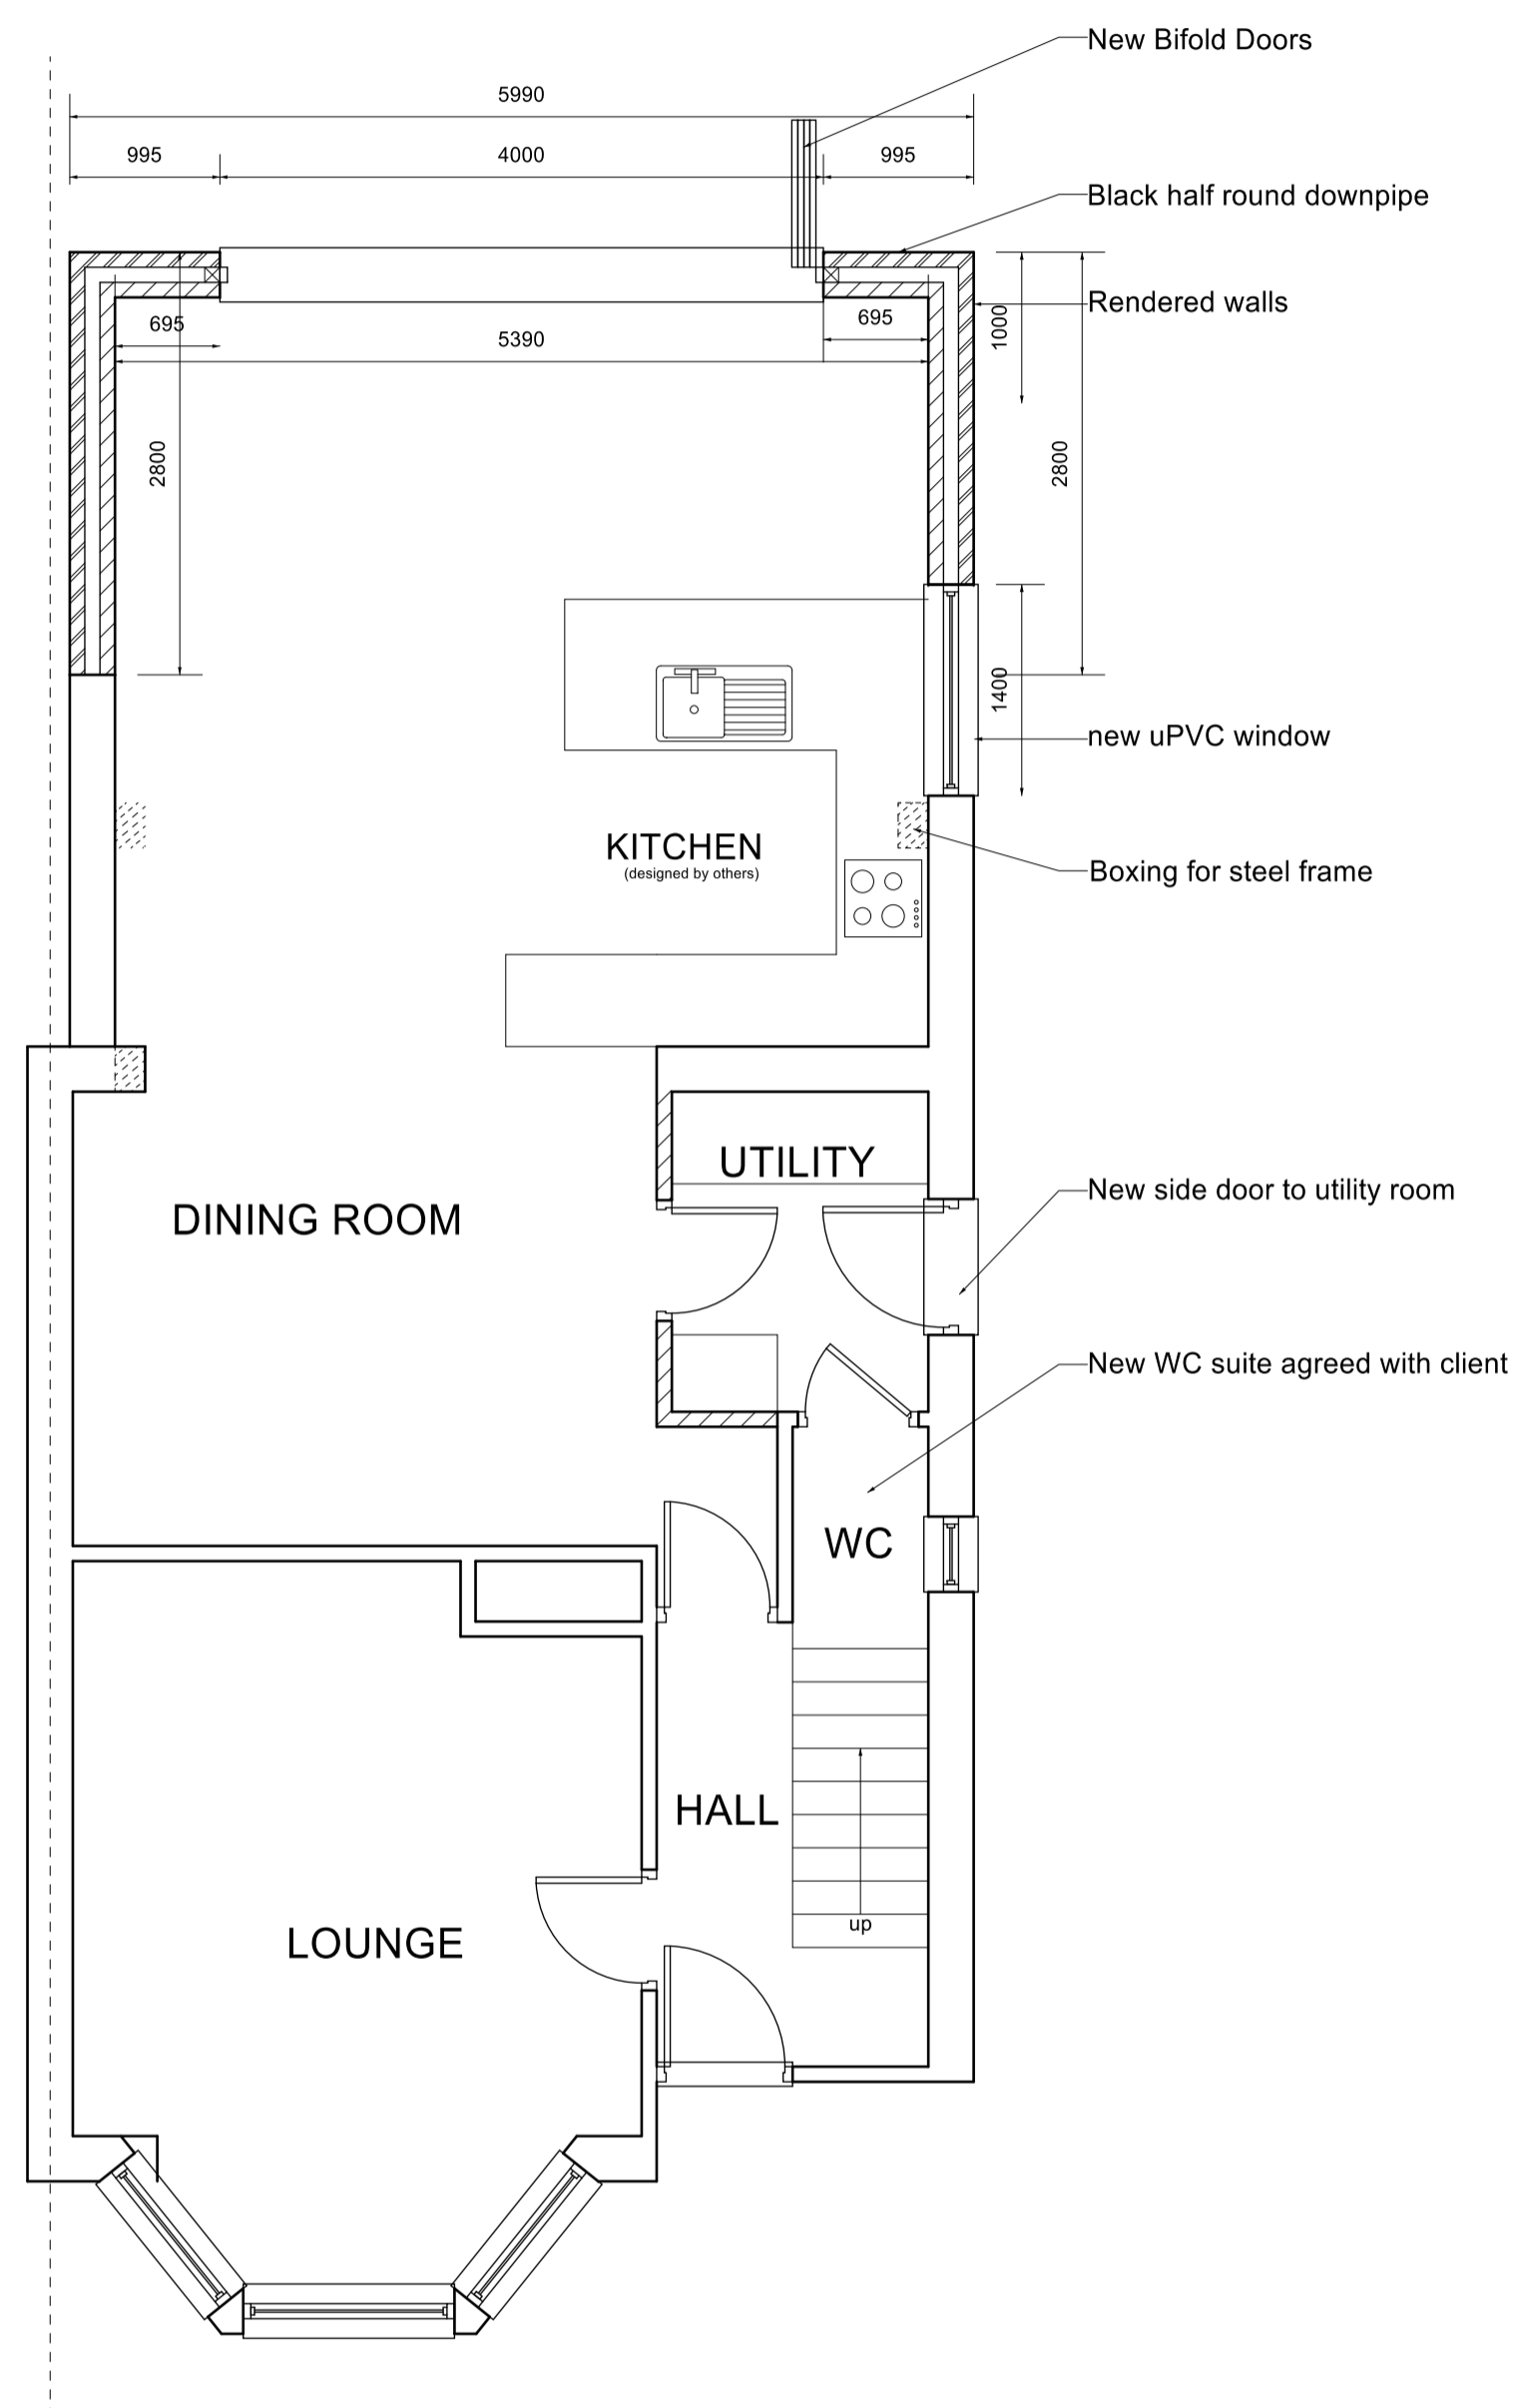 New Bifold Doors
5990
995
4000
995
Black half round downpipe
Rendered walls
695
5390
695
1000
2800
2800
1400
new uPVC window
KITCHEN
(designed by others)
Boxing for steel frame
UTILITY
DINING ROOM
New side door to utility room
New WC suite agreed with client
WC
HALL
up
LOUNGE